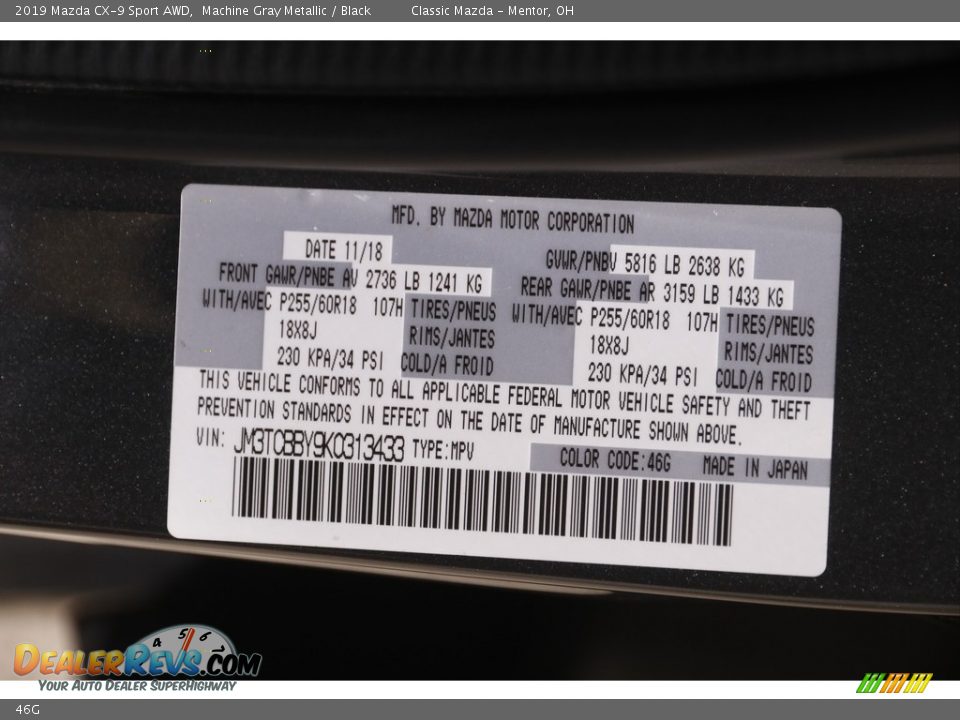 2019 Mazda CX-9 Sport AWD, Machine Gray Metallic / Black Classic Mazda - Mentor, OH
MFD. BY MAZDA MOTOR CORPORATION
DATE 11/18 GVWR/PNBV 5816 LB 2638 KG
FRONT GAWR/PNBE AV 2736 LB 1241 KG REAR GAWR/PNBE AR 3159 LB 1433 KG
WITH/AVEC P255/60R18 107H TIRES/PNEUS WITH/AVEC P255/60R18 107H TIRES/PNEUS
18X8J RIMS/JANTES 18X8J RIMS/JANTES
230 KPA/34 PSI COLD/A FROID 230 KPA/34 PSI COLD/A FROID
THIS VEHICLE CONFORMS TO ALL APPLICABLE FEDERAL MOTOR VEHICLE SAFETY AND THEFT
PREVENTION STANDARDS IN EFFECT ON THE DATE OF MANUFACTURE SHOWN ABOVE.
VIN: JM3TCBBY9K0313433 TYPE:MPV
COLOR CODE:46G MADE IN JAPAN
4 5 6
DEALERREVS.COM
YOUR AUTO DEALER SUPERHIGHWAY
46G